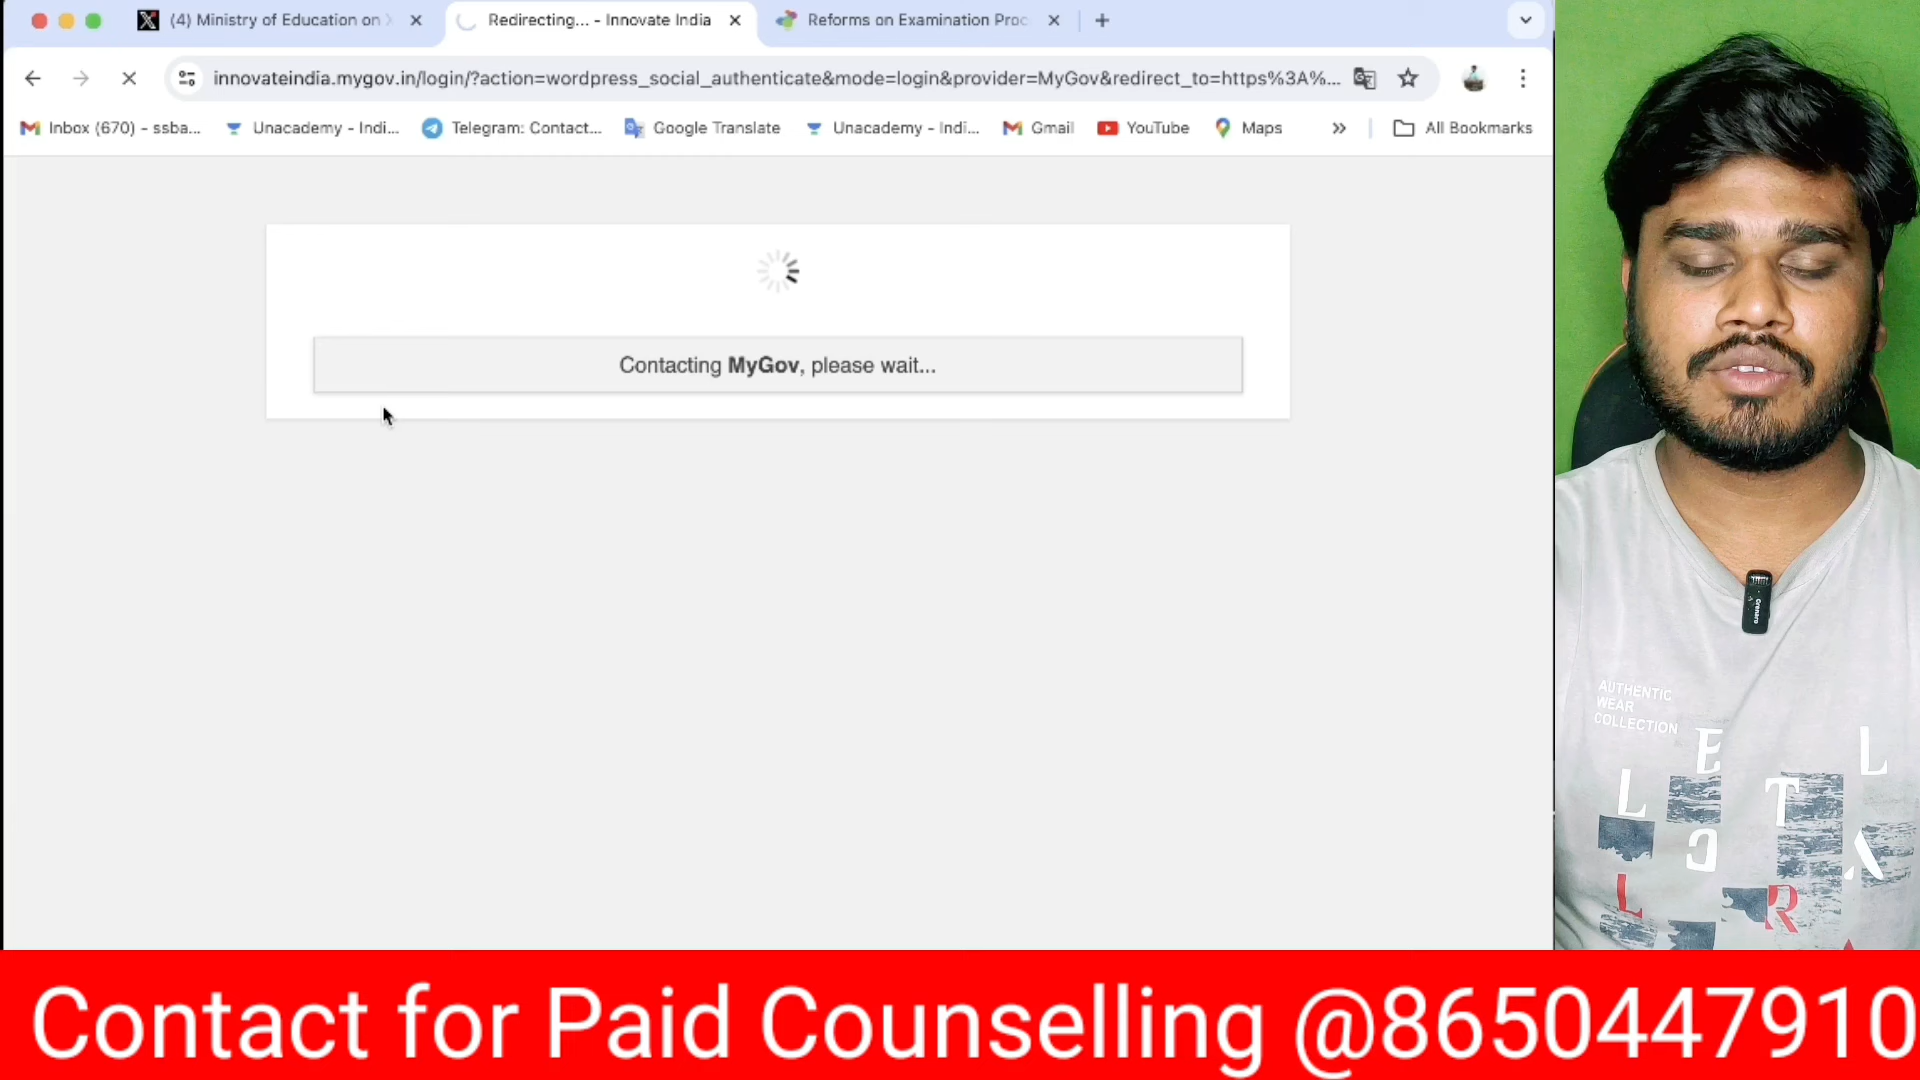 (4) Ministry of Education on X
Redirecting... - Innovate India
Reforms on Examination Proc
innovateindia.mygov.in/login/?action=wordpress_social_authenticate&mode=login&provider=MyGov&redirect_to=https%3A%...
Inbox (670) - ssba...
Unacademy - Indi...
Telegram: Contact...
Google Translate
Unacademy - Indi...
Gmail
YouTube
Maps
All Bookmarks
Contacting MyGov, please wait...
AUTHENTIC
WEAR
COLLECTION
Contact for Paid Counselling @8650447910